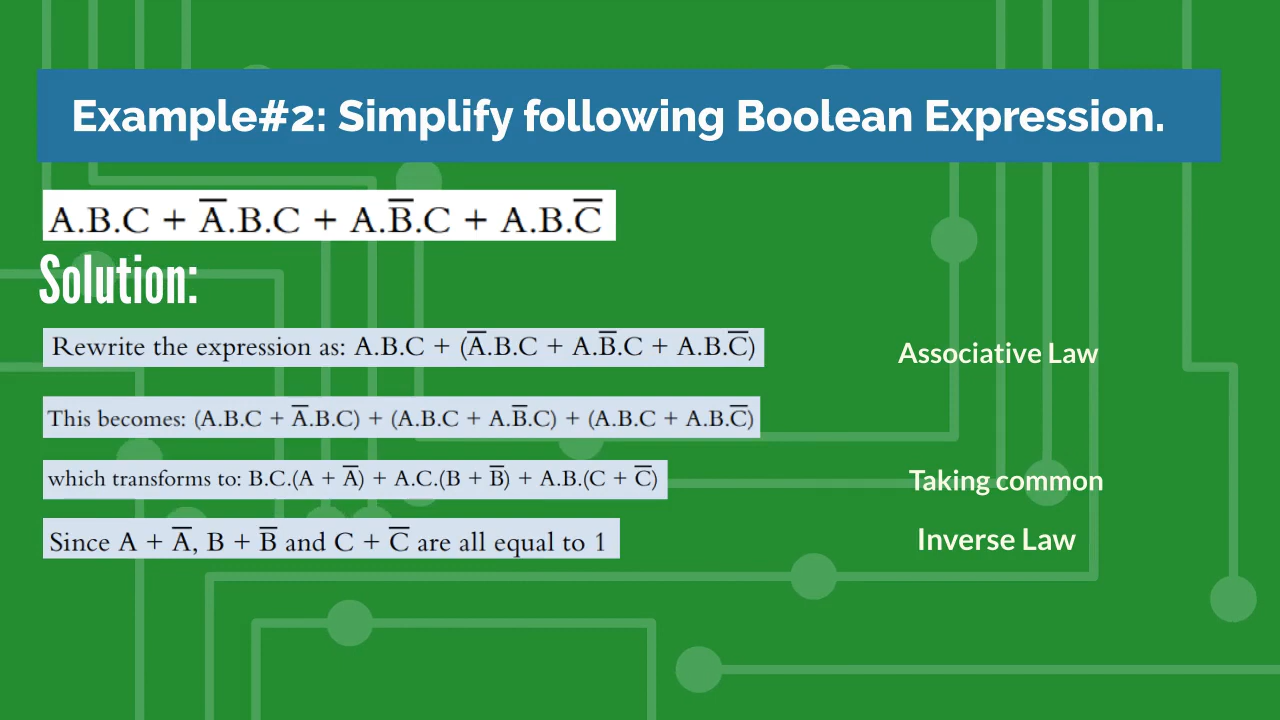 Example#2: Simplify following Boolean Expression.
A.B.C + A̅.B.C + A.B̅.C + A.B.C̅
Solution:
Rewrite the expression as: A.B.C + (A̅.B.C + A.B̅.C + A.B.C̅)
Associative Law
This becomes: (A.B.C + A̅.B.C) + (A.B.C + A.B̅.C) + (A.B.C + A.B.C̅)
which transforms to: B.C.(A + A̅) + A.C.(B + B̅) + A.B.(C + C̅)
Taking common
Since A + A̅, B + B̅ and C + C̅ are all equal to 1
Inverse Law